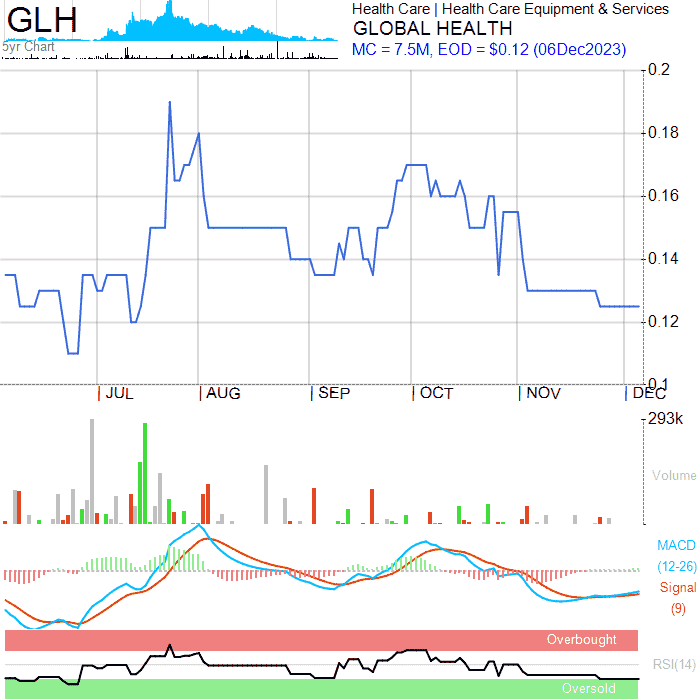 GLH
5yr Chart
Health Care | Health Care Equipment & Services
GLOBAL HEALTH
MC = 7.5M, EOD = $0.12 (06Dec2023)
0.2
0.18
0.16
0.14
0.12
0.1
JUL AUG SEP OCT NOV DEC
293k
Volume
MACD
(12-26)
Signal
(9)
Overbought
RSI(14)
Oversold